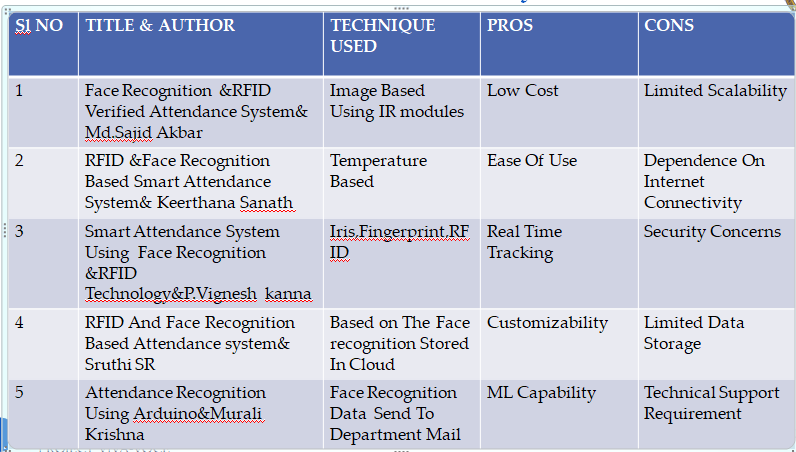 Sl NO TITLE & AUTHOR TECHNIQUE USED PROS CONS
1
Face Recognition &RFID
Verified Attendance System&
Md.Sajid Akbar
Image Based
Using IR modules
Low Cost
Limited Scalability
2
RFID &Face Recognition
Based Smart Attendance
System& Keerthana Sanath
Temperature
Based
Ease Of Use
Dependence On
Internet
Connectivity
3
Smart Attendance System
Using Face Recognition
&RFID
Technology&P.Vignesh kanna
Iris,Fingerprint,RF
ID
Real Time
Tracking
Security Concerns
4
RFID And Face Recognition
Based Attendance system&
Sruthi SR
Based on The Face
recognition Stored
In Cloud
Customizability
Limited Data
Storage
5
Attendance Recognition
Using Arduino&Murali
Krishna
Face Recognition
Data Send To
Department Mail
ML Capability
Technical Support
Requirement